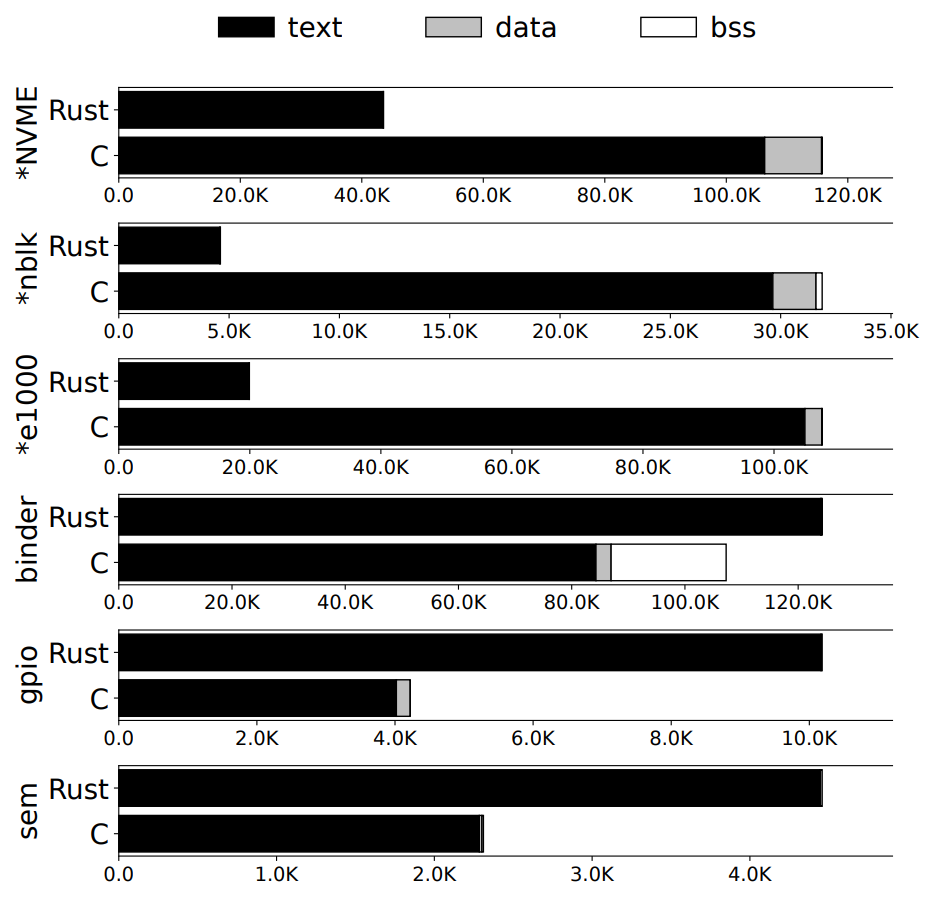 text data bss
*NVME
Rust
C
0.0 20.0K 40.0K 60.0K 80.0K 100.0K 120.0K
*nblk
Rust
C
0.0 5.0K 10.0K 15.0K 20.0K 25.0K 30.0K 35.0K
*e1000
Rust
C
0.0 20.0K 40.0K 60.0K 80.0K 100.0K
binder
Rust
C
0.0 20.0K 40.0K 60.0K 80.0K 100.0K 120.0K
gpio
Rust
C
0.0 2.0K 4.0K 6.0K 8.0K 10.0K
sem
Rust
C
0.0 1.0K 2.0K 3.0K 4.0K